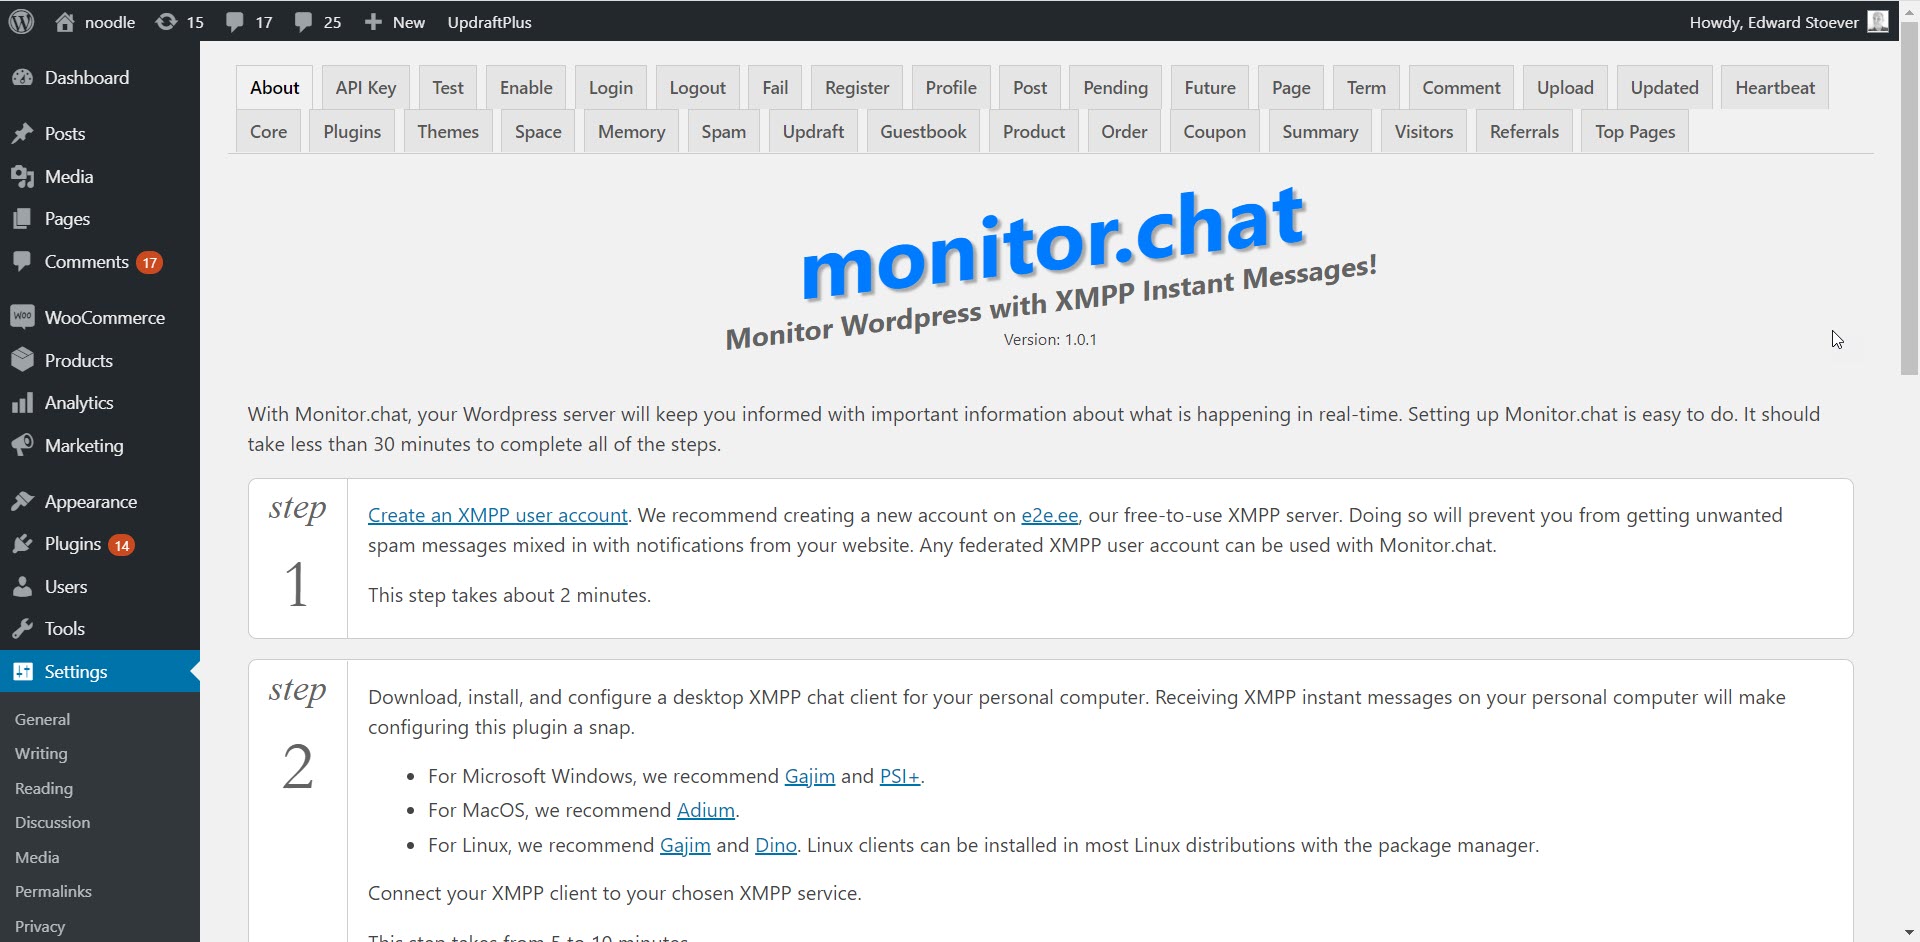 noodle 15 17 25 New UpdraftPlus Howdy, Edward Stoever
Dashboard
Posts
Media
Pages
Comments 17
WooCommerce
Products
Analytics
Marketing
Appearance
Plugins 14
Users
Tools
Settings
General
Writing
Reading
Discussion
Media
Permalinks
Privacy
About API Key Test Enable Login Logout Fail Register Profile Post Pending Future Page Term Comment Upload Updated Heartbeat
Core Plugins Themes Space Memory Spam Updraft Guestbook Product Order Coupon Summary Visitors Referrals Top Pages
monitor.chat
Monitor Wordpress with XMPP Instant Messages!
Version: 1.0.1
With Monitor.chat, your Wordpress server will keep you informed with important information about what is happening in real-time. Setting up Monitor.chat is easy to do. It should
take less than 30 minutes to complete all of the steps.
step
1
Create an XMPP user account. We recommend creating a new account on e2e.ee, our free-to-use XMPP server. Doing so will prevent you from getting unwanted
spam messages mixed in with notifications from your website. Any federated XMPP user account can be used with Monitor.chat.
This step takes about 2 minutes.
step
2
Download, install, and configure a desktop XMPP chat client for your personal computer. Receiving XMPP instant messages on your personal computer will make
configuring this plugin a snap.
• For Microsoft Windows, we recommend Gajim and PSI+.
• For MacOS, we recommend Adium.
• For Linux, we recommend Gajim and Dino. Linux clients can be installed in most Linux distributions with the package manager.
Connect your XMPP client to your chosen XMPP service.
This step takes from 5 to 10 minutes.